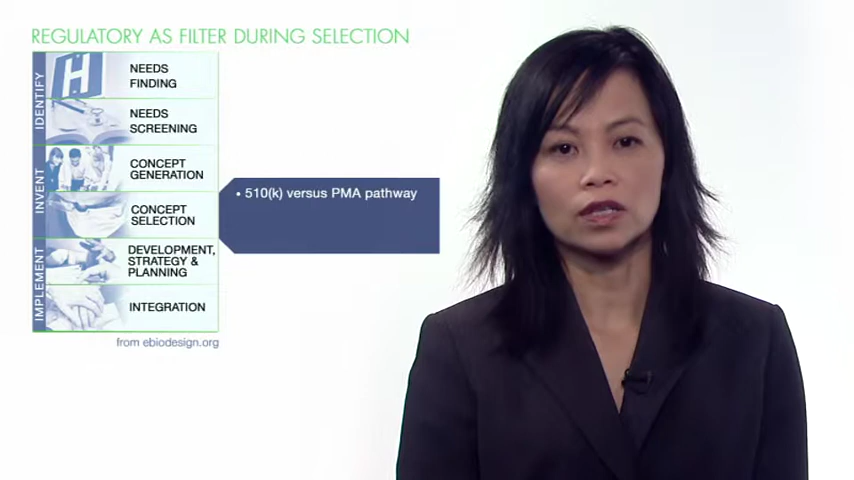 REGULATORY AS FILTER DURING SELECTION
IDENTIFY
H
NEEDS
FINDING
NEEDS
SCREENING
INVENT
CONCEPT
GENERATION
CONCEPT
SELECTION
IMPLEMENT
DEVELOPMENT,
STRATEGY &
PLANNING
INTEGRATION
• 510(k) versus PMA pathway
from ebiodesign.org